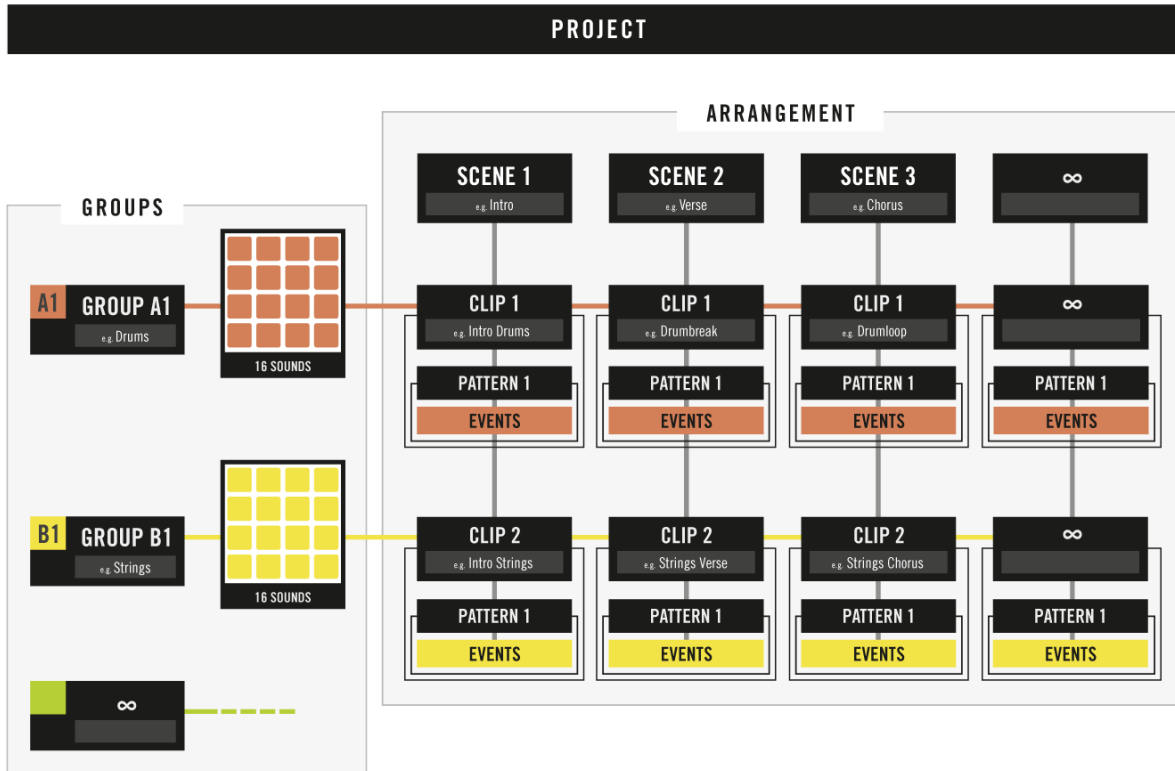 PROJECT
ARRANGEMENT
SCENE 1
e.g. Intro
SCENE 2
e.g. Verse
SCENE 3
e.g. Chorus
∞
GROUPS
A1
GROUP A1
e.g. Drums
16 SOUNDS
CLIP 1
e.g. Intro Drums
PATTERN 1
EVENTS
CLIP 1
e.g. Drumbreak
PATTERN 1
EVENTS
CLIP 1
e.g. Drumloop
PATTERN 1
EVENTS
∞
PATTERN 1
EVENTS
B1
GROUP B1
e.g. Strings
16 SOUNDS
CLIP 2
e.g. Intro Strings
PATTERN 1
EVENTS
CLIP 2
e.g. Strings Verse
PATTERN 1
EVENTS
CLIP 2
e.g. Strings Chorus
PATTERN 1
EVENTS
∞
PATTERN 1
EVENTS
∞